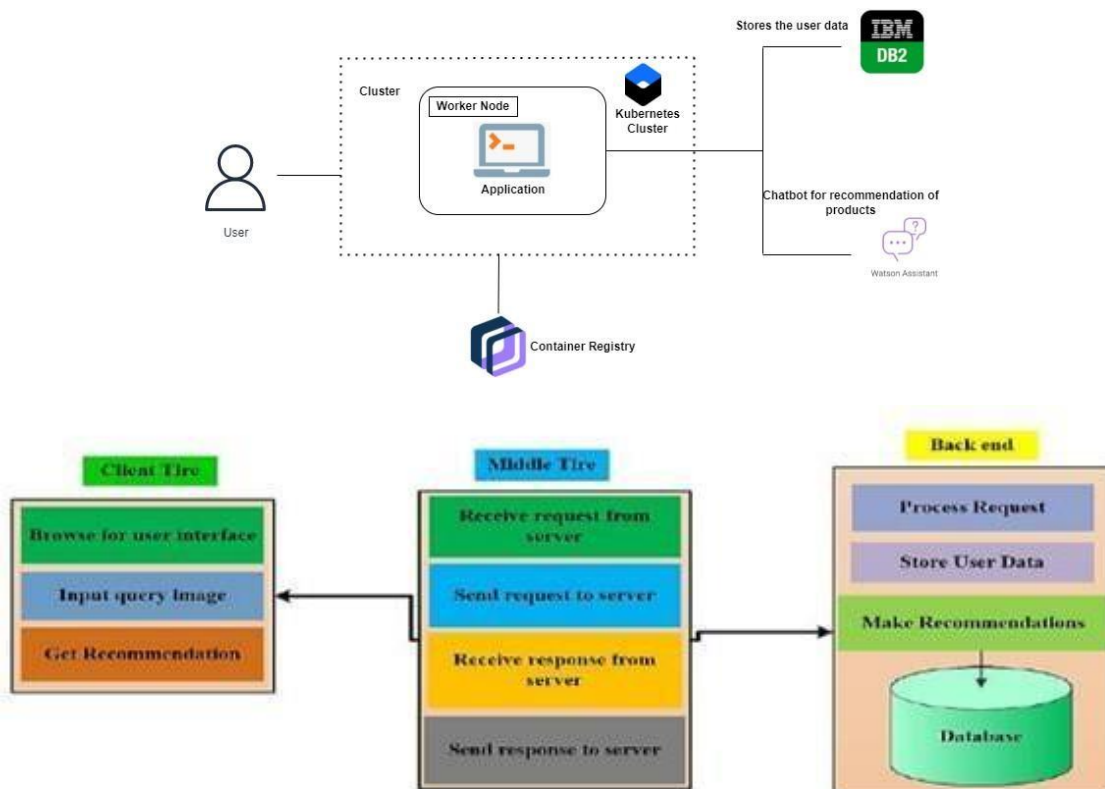 Stores the user data
IBM
DB2
Cluster
Worker Node
Kubernetes
Cluster
Application
User
Chatbot for recommendation of
products
Watson Assistant
Container Registry
Client Tire
Browse for user interface
Input query Image
Get Recommendation
Middle Tire
Receive request from
server
Send request to server
Receive response from
server
Send response to server
Back end
Process Request
Store User Data
Make Recommendations
Database